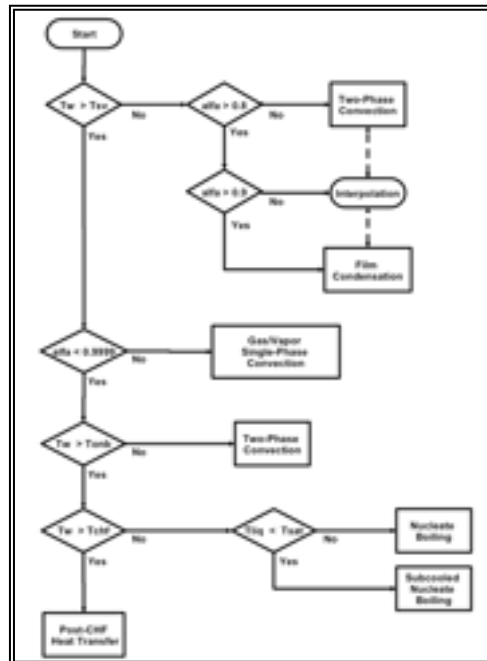 Start
Tw > Tsv
No
alfa > 0.8
No
Two-Phase
Convection
Yes
Yes
alfa > 0.9
No
Interpolation
Yes
Film
Condensation
alfa < 0.9999
No
Gas/Vapor
Single-Phase
Convection
Yes
Tw > Tonb
No
Two-Phase
Convection
Yes
Tw > Tchf
No
Tliq < Tsat
No
Nucleate
Boiling
Yes
Yes
Subcooled
Nucleate
Boiling
Post-CHF
Heat Transfer